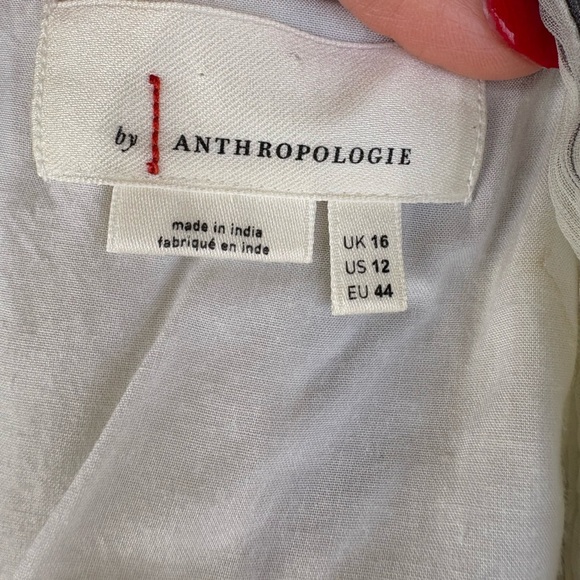 by ANTHROPOLOGIE
made in india
fabriqué en inde
UK 16
US 12
EU 44